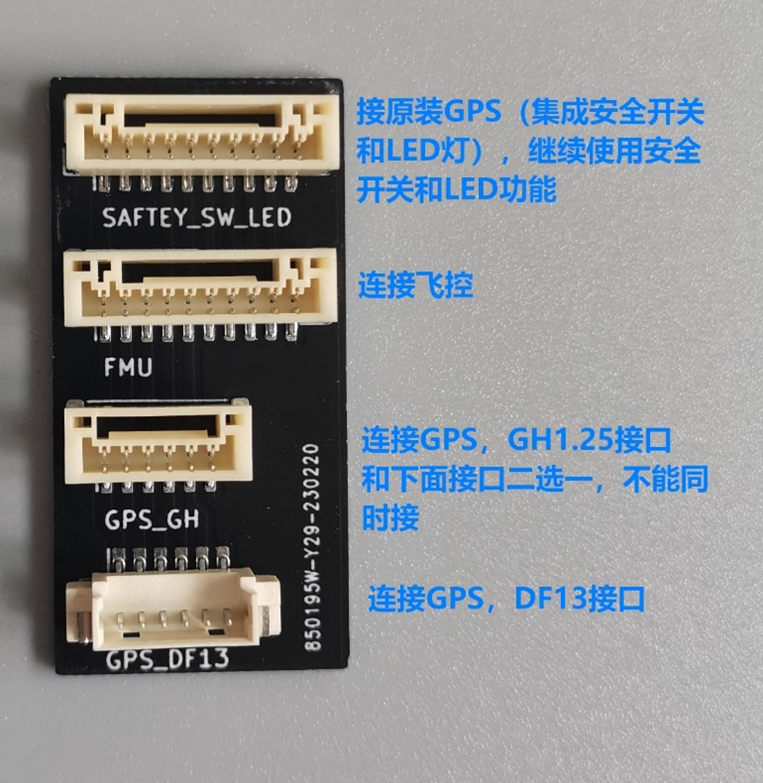 接原装GPS（集成安全开关
和LED灯），继续使用安全
开关和LED功能
SAFTEY_SW_LED
连接飞控
FMU
连接GPS，GH1.25接口
和下面接口二选一，不能同
时接
GPS_GH
850195W-Y29-230220
连接GPS，DF13接口
GPS_DF13